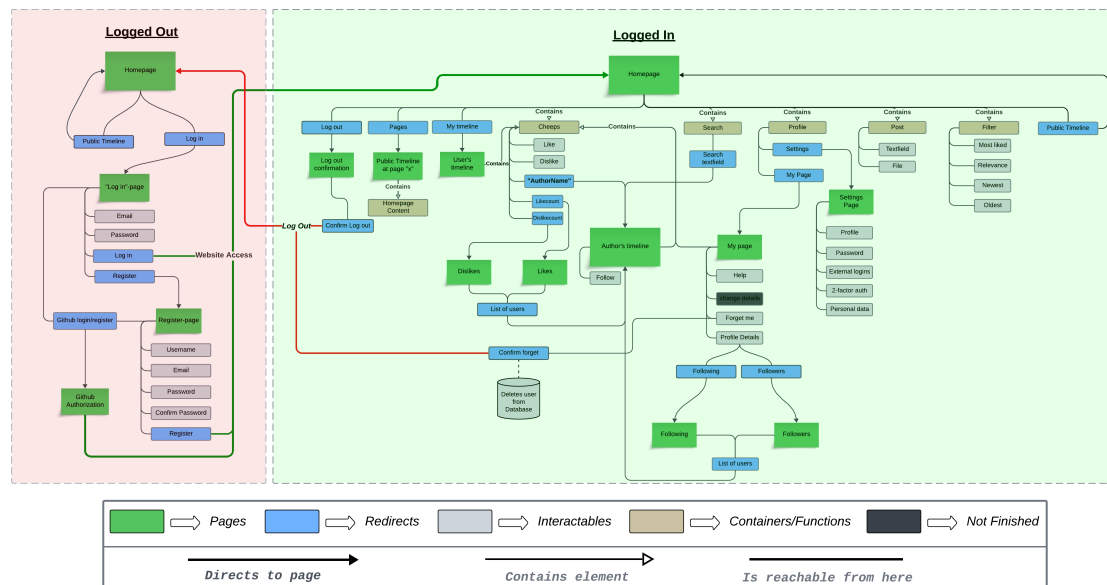 Logged Out
Homepage
Public Timeline
Log in
"Log in"-page
Email
Password
Log in
Website Access
Register
Github login/register
Register-page
Username
Email
Github
Authorization
Password
Confirm Password
Register
Logged In
Homepage
Log out
Pages
My timeline
Contains
Cheeps
Contains
Contains
Search
Contains
Profile
Contains
Post
Contains
Filter
Public Timeline
Log out
confirmation
Public Timeline
at page "x"
User's
timeline
Contains
Like
Dislike
"AuthorName"
Likecount
Dislikecount
Search
textfield
Settings
My Page
Textfield
File
Most liked
Relevance
Newest
Oldest
Contains
Homepage
Content
Log Out
Confirm Log out
Settings
Page
Profile
Password
External logins
2-factor auth
Personal data
Author's timeline
Follow
My page
Help
change details
Forget me
Profile Details
Dislikes
Likes
List of users
Confirm forget
Deletes user
from
Database
Following
Followers
Following
Followers
List of users
Pages
Redirects
Interactables
Containers/Functions
Not Finished
Directs to page
Contains element
Is reachable from here